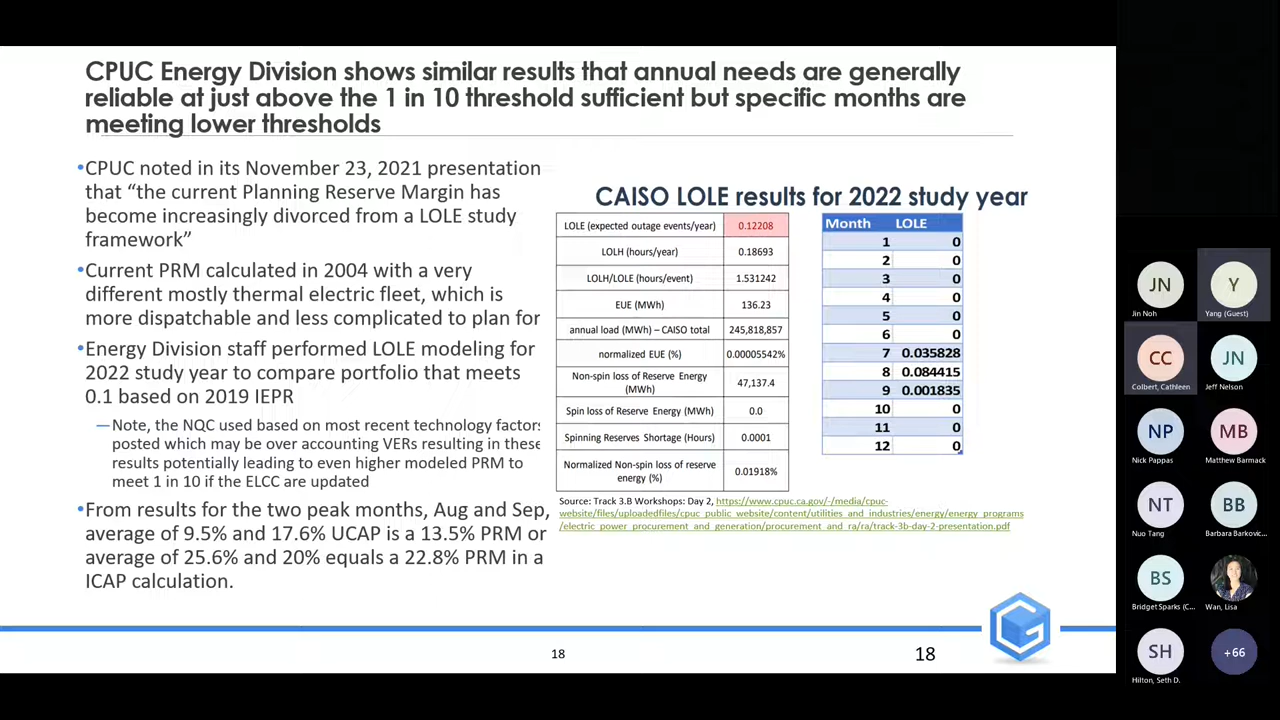 CPUC Energy Division shows similar results that annual needs are generally
reliable at just above the 1 in 10 threshold sufficient but specific months are
meeting lower thresholds
•CPUC noted in its November 23, 2021 presentation
that “the current Planning Reserve Margin has
become increasingly divorced from a LOLE study
framework”
•Current PRM calculated in 2004 with a very
different mostly thermal electric fleet, which is
more dispatchable and less complicated to plan for
•Energy Division staff performed LOLE modeling for
2022 study year to compare portfolio that meets
0.1 based on 2019 IEPR
—Note, the NQC used based on most recent technology factors
posted which may be over accounting VERs resulting in these
results potentially leading to even higher modeled PRM to
meet 1 in 10 if the ELCC are updated
•From results for the two peak months, Aug and Sep,
average of 9.5% and 17.6% UCAP is a 13.5% PRM or
average of 25.6% and 20% equals a 22.8% PRM in a
ICAP calculation.
CAISO LOLE results for 2022 study year
LOLE (expected outage events/year) 0.12208
LOLH (hours/year) 0.18693
LOLH/LOLE (hours/event) 1.531242
EUE (MWh) 136.23
annual load (MWh) – CAISO total 245,818,857
normalized EUE (%) 0.00005542%
Non-spin loss of Reserve Energy
(MWh) 47,137.4
Spin loss of Reserve Energy (MWh) 0.0
Spinning Reserves Shortage (Hours) 0.0001
Normalized Non-spin loss of reserve
energy (%) 0.01918%
Month LOLE
1 0
2 0
3 0
4 0
5 0
6 0
7 0.035828
8 0.084415
9 0.001835
10 0
11 0
12 0
Source: Track 3.B Workshops: Day 2, https://www.cpuc.ca.gov/-/media/cpuc-
website/files/uploadedfiles/cpuc_public_website/content/utilities_and_industries/energy/energy_programs
/electric_power_procurement_and_generation/procurement_and_ra/ra/track-3b-day-2-presentation.pdf
18
18
JN
Jin Noh
Y
Yang (Guest)
CC
Colbert, Cathleen
JN
Jeff Nelson
NP
Nick Pappas
MB
Matthew Barmack
NT
Nuo Tang
BB
Barbara Barkovic...
BS
Bridget Sparks (C...
Wan, Lisa
SH
Hilton, Seth D.
+66